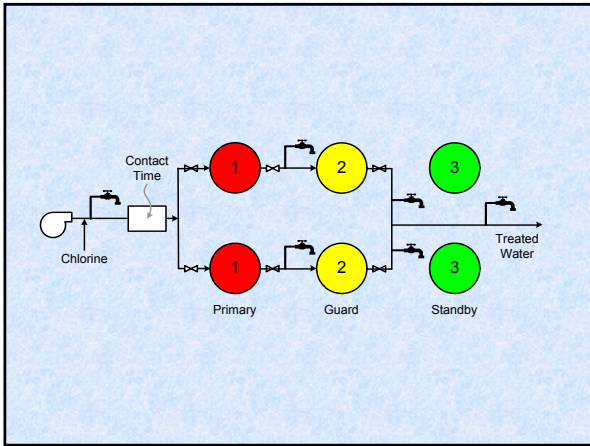 Contact
Time
Chlorine
1
2
3
1
2
3
Treated
Water
Primary
Guard
Standby